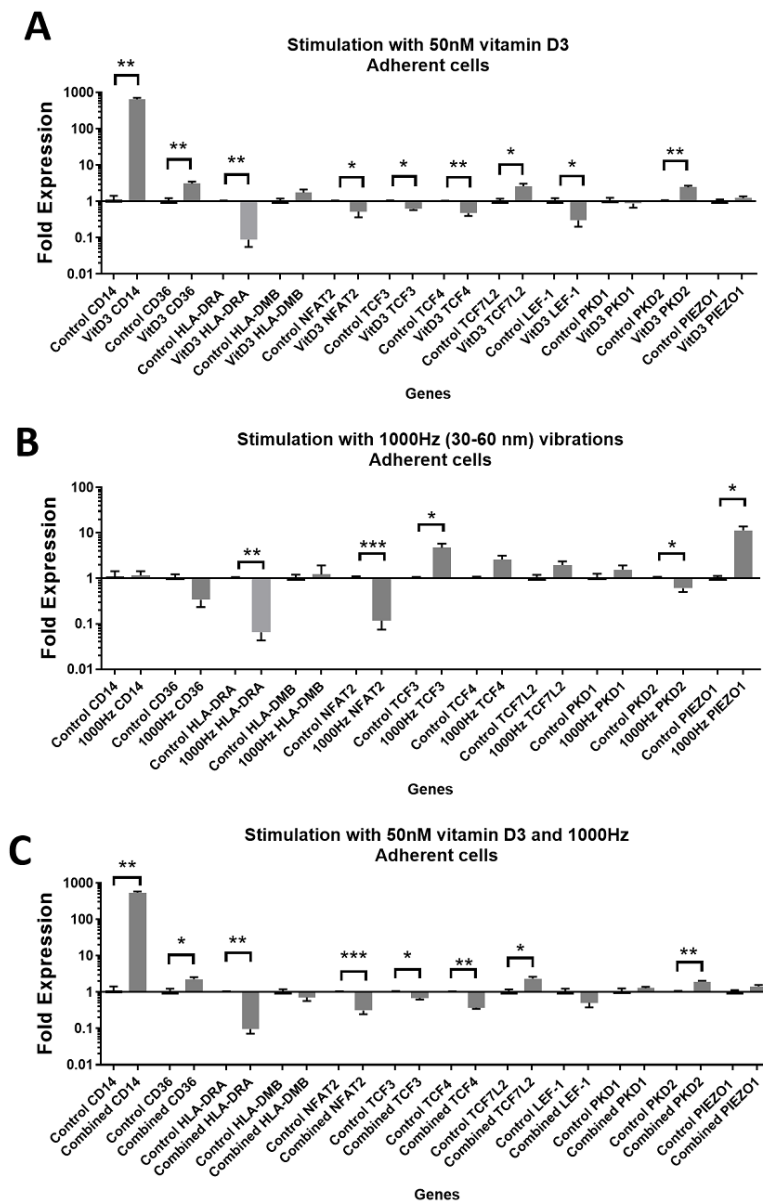 A
Stimulation with 50nM vitamin D3
Adherent cells
** ** ** * * ** * * **
1000
100
10
1
0.1
0.01
Fold Expression
Control CD14
VitD3 CD14
Control CD36
VitD3 CD36
Control HLA-DRA
VitD3 HLA-DRA
Control HLA-DMB
VitD3 HLA-DMB
Control NFAT2
VitD3 NFAT2
Control TCF3
VitD3 TCF3
Control TCF4
VitD3 TCF4
Control TCF7L2
VitD3 TCF7L2
Control LEF-1
VitD3 LEF-1
Control PKD1
VitD3 PKD1
Control PKD2
VitD3 PKD2
Control PIEZO1
VitD3 PIEZO1
Genes
B
Stimulation with 1000Hz (30-60 nm) vibrations
Adherent cells
** *** * * *
100
10
1
0.1
0.01
Fold Expression
Control CD14
1000Hz CD14
Control CD36
1000Hz CD36
Control HLA-DRA
1000Hz HLA-DRA
Control HLA-DMB
1000Hz HLA-DMB
Control NFAT2
1000Hz NFAT2
Control TCF3
1000Hz TCF3
Control TCF4
1000Hz TCF4
Control TCF7L2
1000Hz TCF7L2
Control PKD1
1000Hz PKD1
Control PKD2
1000Hz PKD2
Control PIEZO1
1000Hz PIEZO1
Genes
C
Stimulation with 50nM vitamin D3 and 1000Hz
Adherent cells
** * ** *** * ** * **
1000
100
10
1
0.1
0.01
Fold Expression
Control CD14
Combined CD14
Control CD36
Combined CD36
Control HLA-DRA
Combined HLA-DRA
Control HLA-DMB
Combined HLA-DMB
Control NFAT2
Combined NFAT2
Control TCF3
Combined TCF3
Control TCF4
Combined TCF4
Control TCF7L2
Combined TCF7L2
Control LEF-1
Combined LEF-1
Control PKD1
Combined PKD1
Control PKD2
Combined PKD2
Control PIEZO1
Combined PIEZO1
Genes